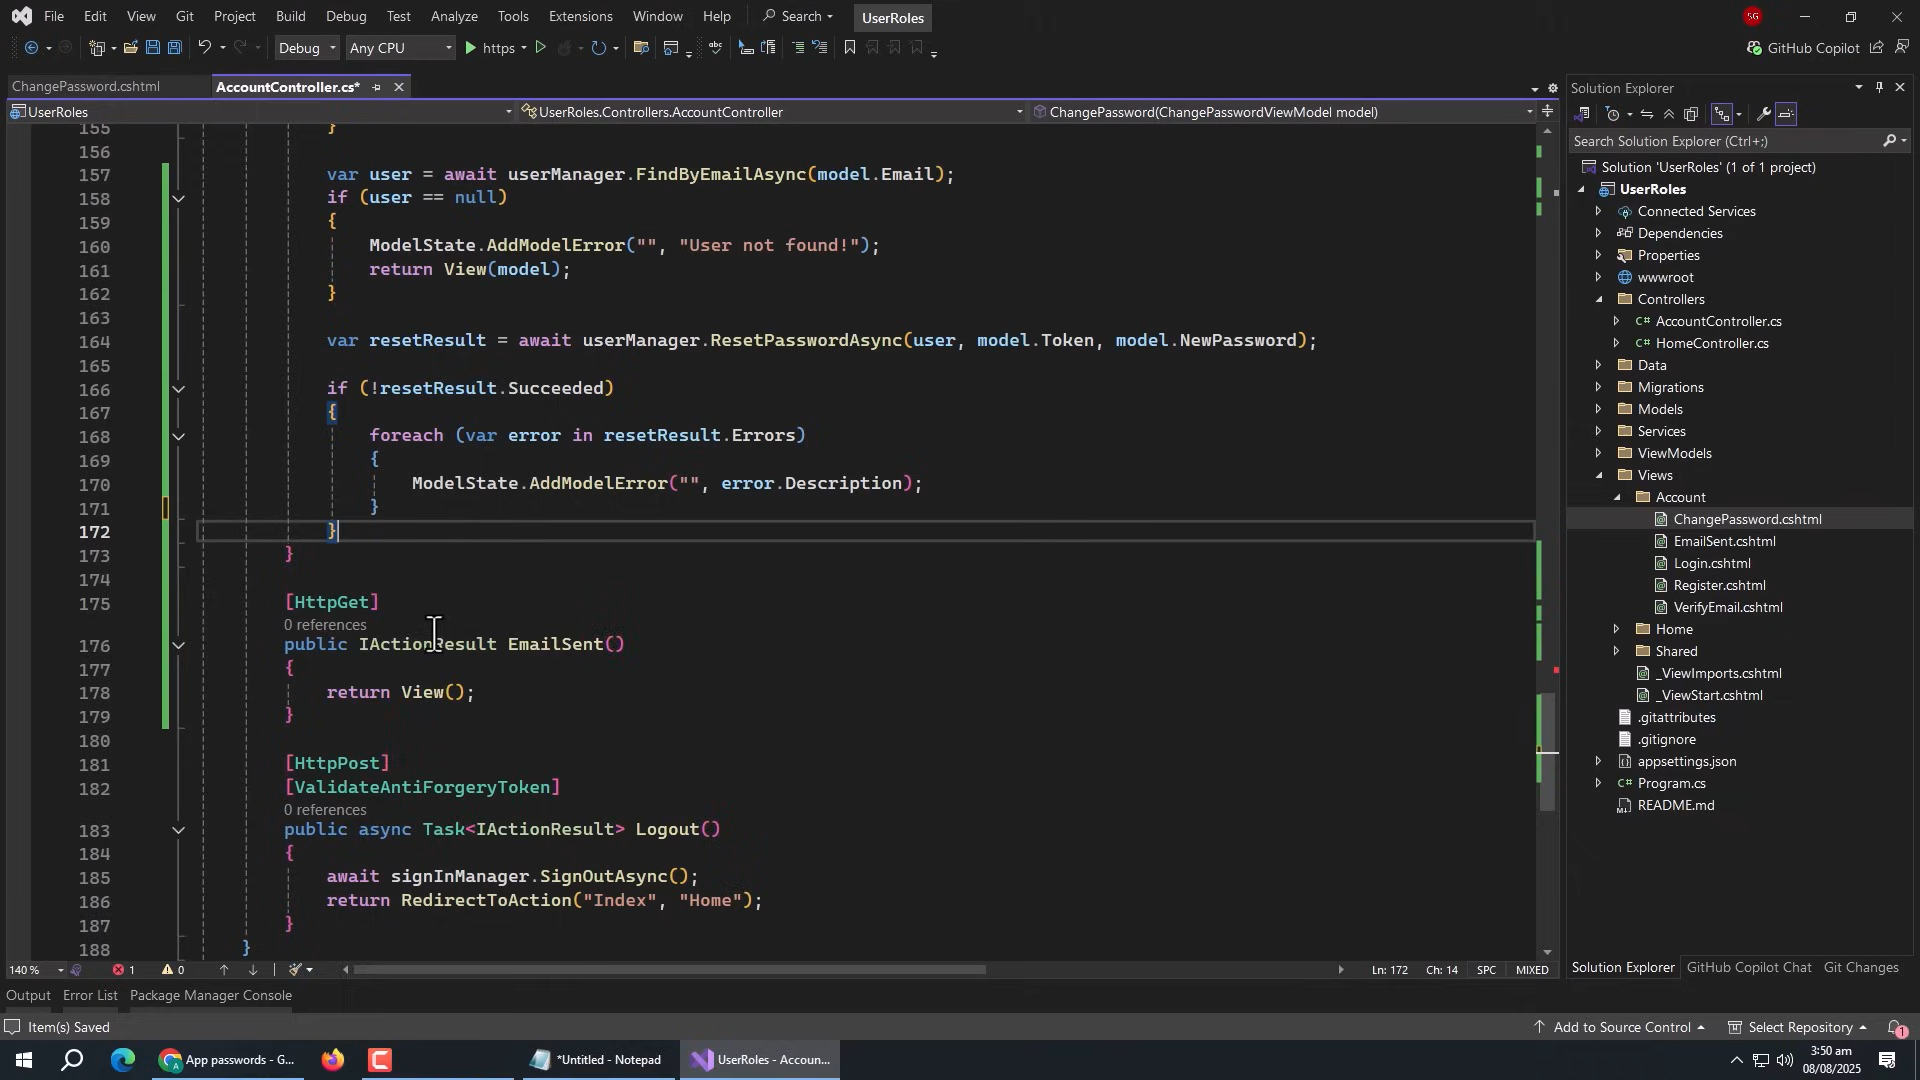 File Edit View Git Project Build Debug Test Analyze Tools Extensions Window Help Search UserRoles SG
Debug Any CPU https GitHub Copilot
ChangePassword.cshtml AccountController.cs*
UserRoles UserRoles.Controllers.AccountController ChangePassword(ChangePasswordViewModel model)
155 }
156
157 var user = await userManager.FindByEmailAsync(model.Email);
158 if (user == null)
159 {
160 ModelState.AddModelError("", "User not found!");
161 return View(model);
162 }
163
164 var resetResult = await userManager.ResetPasswordAsync(user, model.Token, model.NewPassword);
165
166 if (!resetResult.Succeeded)
167 {
168 foreach (var error in resetResult.Errors)
169 {
170 ModelState.AddModelError("", error.Description);
171 }
172 }
173 }
174
175 [HttpGet]
0 references
176 public IActionResult EmailSent()
177 {
178 return View();
179 }
180
181 [HttpPost]
182 [ValidateAntiForgeryToken]
0 references
183 public async Task<IActionResult> Logout()
184 {
185 await signInManager.SignOutAsync();
186 return RedirectToAction("Index", "Home");
187 }
188 }
140 % 1 0 Ln: 172 Ch: 14 SPC MIXED
Solution Explorer
Search Solution Explorer (Ctrl+;)
Solution 'UserRoles' (1 of 1 project)
UserRoles
Connected Services
Dependencies
Properties
wwwroot
Controllers
C# AccountController.cs
C# HomeController.cs
Data
Migrations
Models
Services
ViewModels
Views
Account
ChangePassword.cshtml
EmailSent.cshtml
Login.cshtml
Register.cshtml
VerifyEmail.cshtml
Home
Shared
_ViewImports.cshtml
_ViewStart.cshtml
.gitattributes
.gitignore
appsettings.json
C# Program.cs
README.md
Solution Explorer GitHub Copilot Chat Git Changes
Output Error List Package Manager Console
Item(s) Saved Add to Source Control Select Repository 1
App passwords - G... *Untitled - Notepad UserRoles - Accoun... 3:50 am
08/08/2025